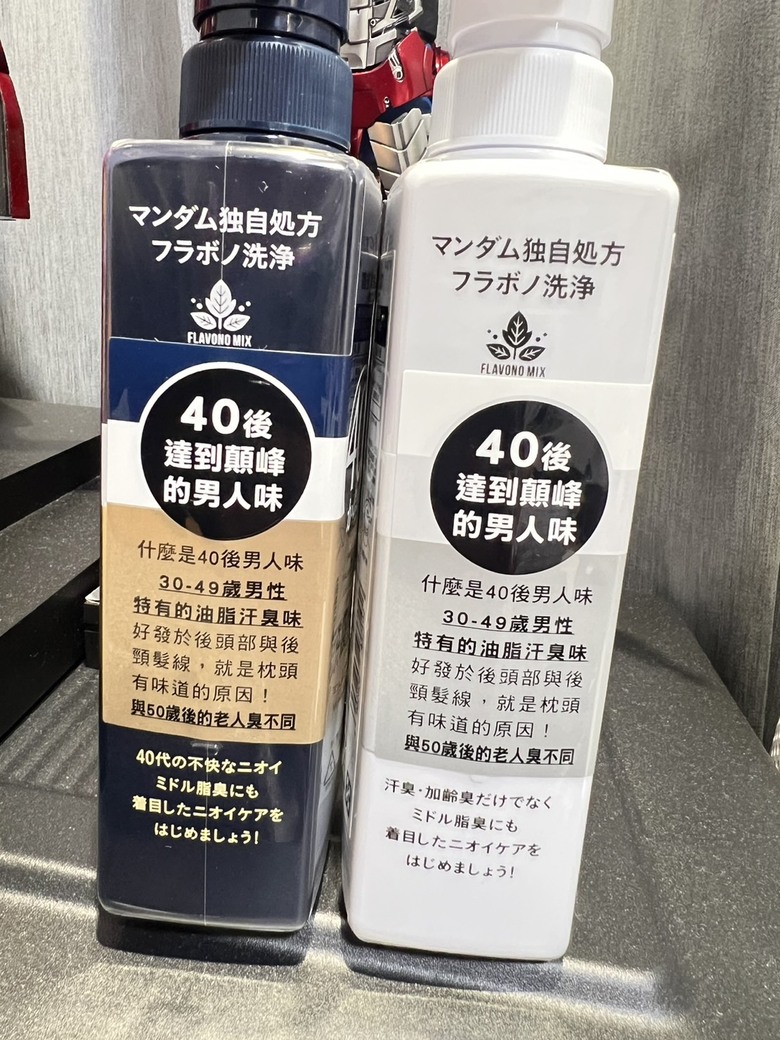 マンダム独自処方
フラボノ洗浄
FLAVONO MIX
40後
達到顛峰
的男人味
什麼是40後男人味
30-49歲男性
特有的油脂汗臭味
好發於後頭部與後
頸髮線，就是枕頭
有味道的原因！
與50歲後的老人臭不同
40代の不快なニオイ
ミドル脂臭にも
着目したニオイケアを
はじめましょう!
マンダム独自処方
フラボノ洗浄
FLAVONO MIX
40後
達到顛峰
的男人味
什麼是40後男人味
30-49歲男性
特有的油脂汗臭味
好發於後頭部與後
頸髮線，就是枕頭
有味道的原因！
與50歲後的老人臭不同
汗臭・加齢臭だけでなく
ミドル脂臭にも
着目したニオイケアを
はじめましょう!